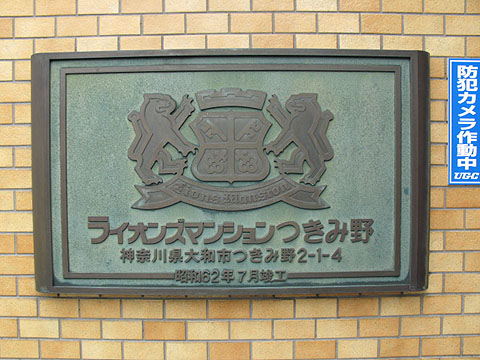 Lions Mansion
ライオンズマンションつきみ野
神奈川県大和市つきみ野2-1-4
昭和62年7月竣工
防犯カメラ作動中
UGC